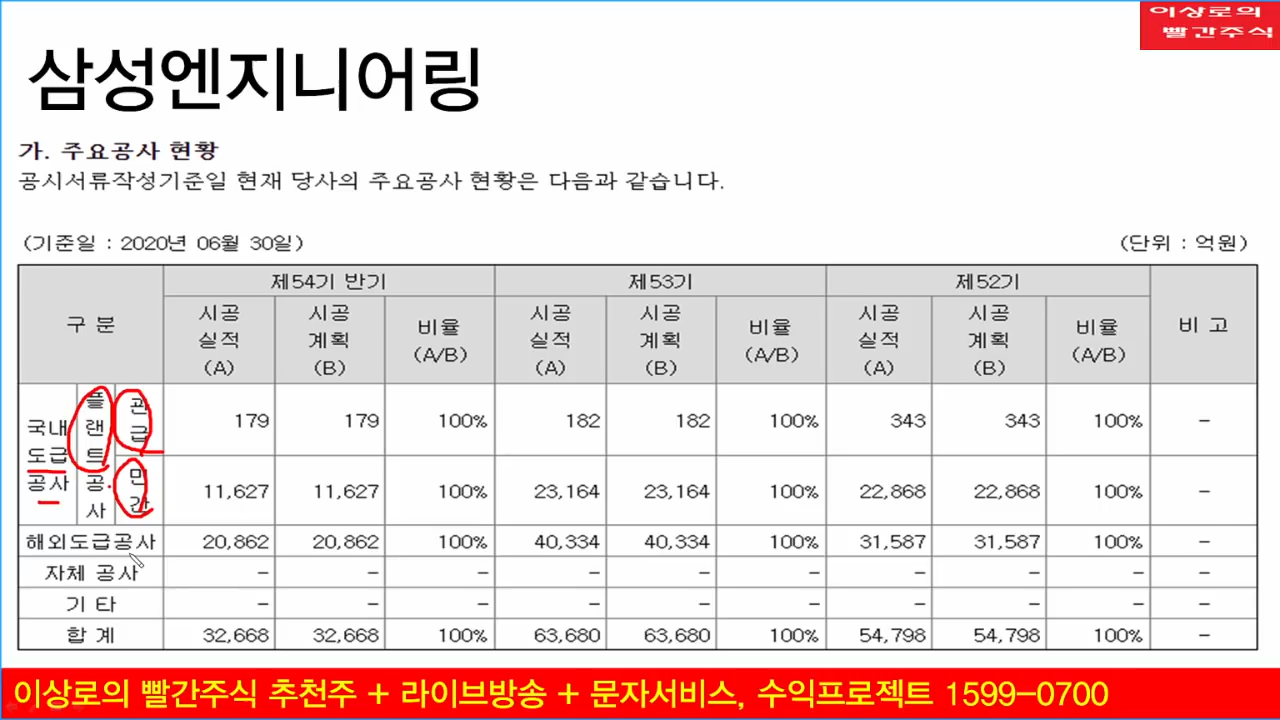 이상로의
빨간주식
삼성엔지니어링
가. 주요공사 현황
공시서류작성기준일 현재 당사의 주요공사 현황은 다음과 같습니다.
(기준일 : 2020년 06월 30일) (단위 : 억원)
구 분 제54기 반기 제53기 제52기 비 고
시공실적(A) 시공계획(B) 비율(A/B) 시공실적(A) 시공계획(B) 비율(A/B) 시공실적(A) 시공계획(B) 비율(A/B)
국내도급공사 플랜트공사 관급 179 179 100% 182 182 100% 343 343 100% -
민간 11,627 11,627 100% 23,164 23,164 100% 22,868 22,868 100% -
해외도급공사 20,862 20,862 100% 40,334 40,334 100% 31,587 31,587 100% -
자체 공사 - - - - - - - - - -
기 타 - - - - - - - - - -
합 계 32,668 32,668 100% 63,680 63,680 100% 54,798 54,798 100% -
이상로의 빨간주식 추천주 + 라이브방송 + 문자서비스, 수익프로젝트 1599-0700